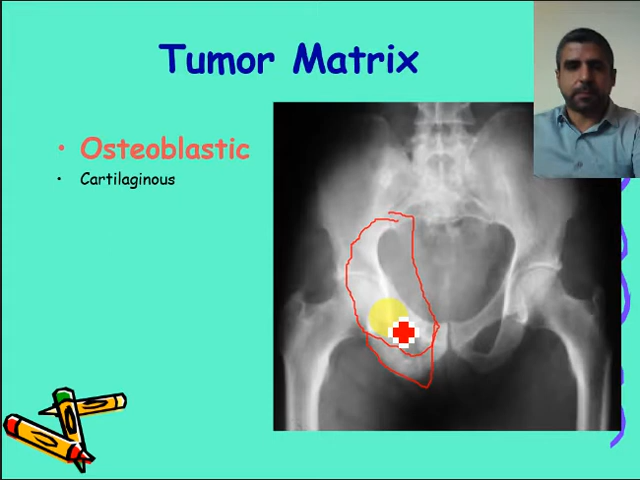 Tumor Matrix
• Osteoblastic
• Cartilaginous